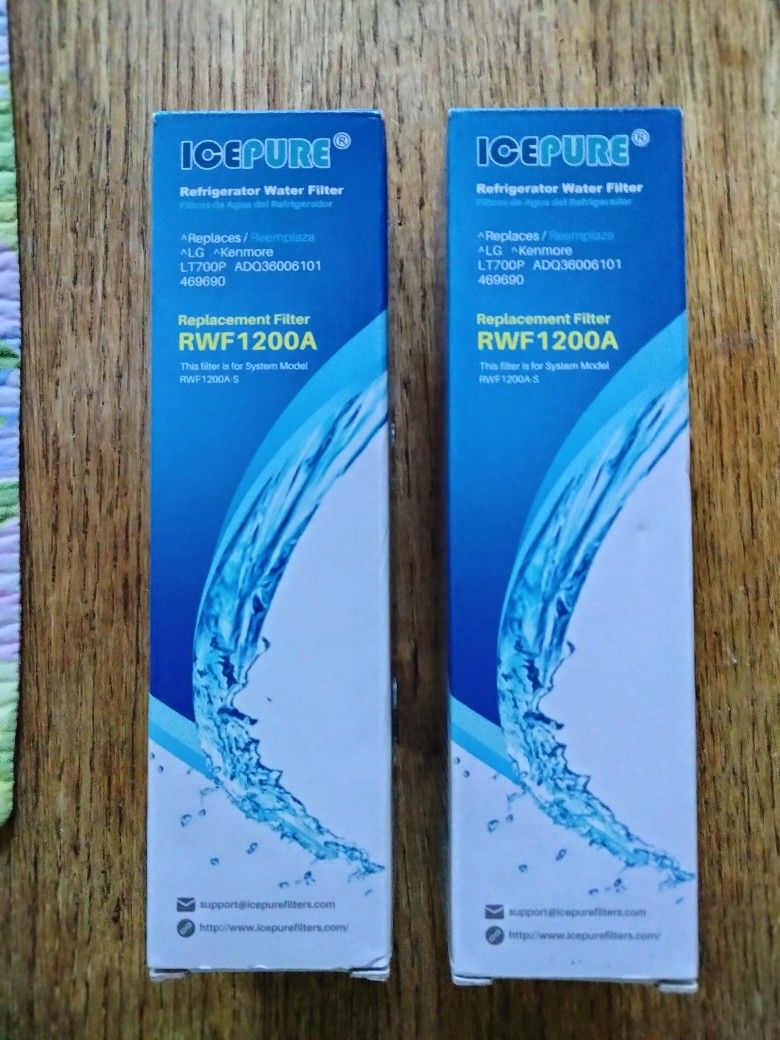 ICEPURE®
Refrigerator Water Filter
Filtros de Agua del Refrigerador
^Replaces / Reemplaza
^LG ^Kenmore
LT700P ADQ36006101
469690
Replacement Filter
RWF1200A
This filter is for System Model
RWF1200A-S
support@icepurefilters.com
http://www.icepurefilters.com/
ICEPURE®
Refrigerator Water Filter
Filtros de Agua del Refrigerador
^Replaces / Reemplaza
^LG ^Kenmore
LT700P ADQ36006101
469690
Replacement Filter
RWF1200A
This filter is for System Model
RWF1200A-S
support@icepurefilters.com
http://www.icepurefilters.com/